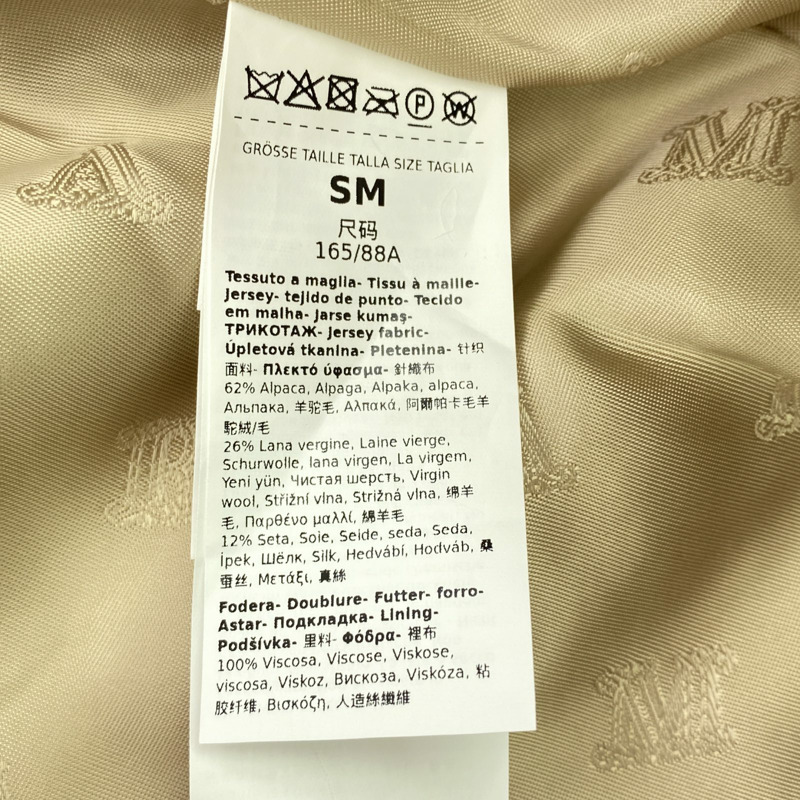 P
W
GRÖSSE TAILLE TALLA SIZE TAGLIA
SM
尺码
165/88A
Tessuto a maglia- Tissu à maille-
Jersey- tejido de punto- Tecido
em malha- Jarse kumaş-
ТРИКОТАЖ- Jersey fabric-
Úpletová tkanina- Pletenina- 针织
面料- Πλεκτό ύφασμα- 針織布
62% Alpaca, Alpaga, Alpaka, alpaca,
Альпака, 羊驼毛, Αλπακά, 阿爾帕卡毛羊
駝絨/毛
26% Lana vergine, Laine vierge,
Schurwolle, lana virgen, La virgem,
Yeni yün, Чистая шерсть, Virgin
wool, Střižní vlna, Strižná vlna, 绵羊
毛, Παρθένο μαλλί, 綿羊毛
12% Seta, Soie, Seide, seda, Seda,
İpek, Шёлк, Silk, Hedvábí, Hodváb, 桑
蚕丝, Μετάξι, 真絲
Fodera- Doublure- Futter- forro-
Astar- Подкладка- Lining-
Podšívka- 里料- Φόδρα- 裡布
100% Viscosa, Viscose, Viskose,
viscosa, Viskoz, Вискоза, Viskóza, 粘
胶纤维, Βισκόζη, 人造絲纖維